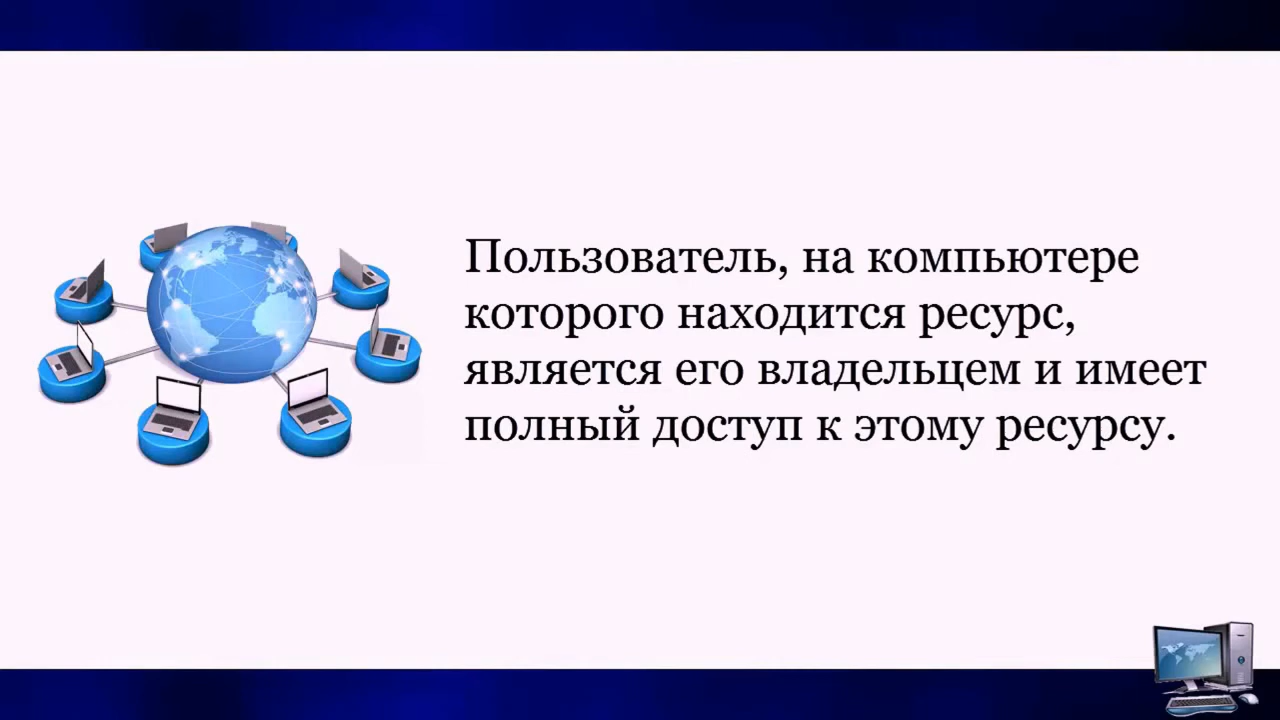 Пользователь, на компьютере
которого находится ресурс,
является его владельцем и имеет
полный доступ к этому ресурсу.